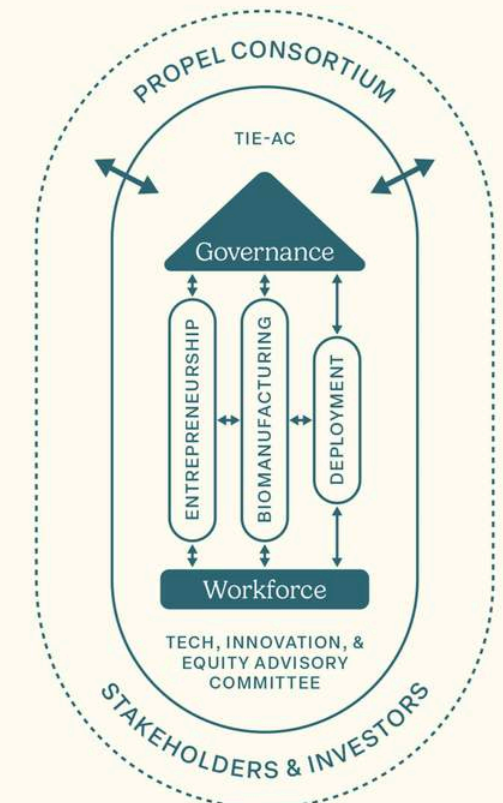 PROPEL CONSORTIUM
TIE-AC
Governance
ENTREPRENEURSHIP
BIOMANUFACTURING
DEPLOYMENT
Workforce
TECH, INNOVATION, &
EQUITY ADVISORY
COMMITTEE
STAKEHOLDERS & INVESTORS